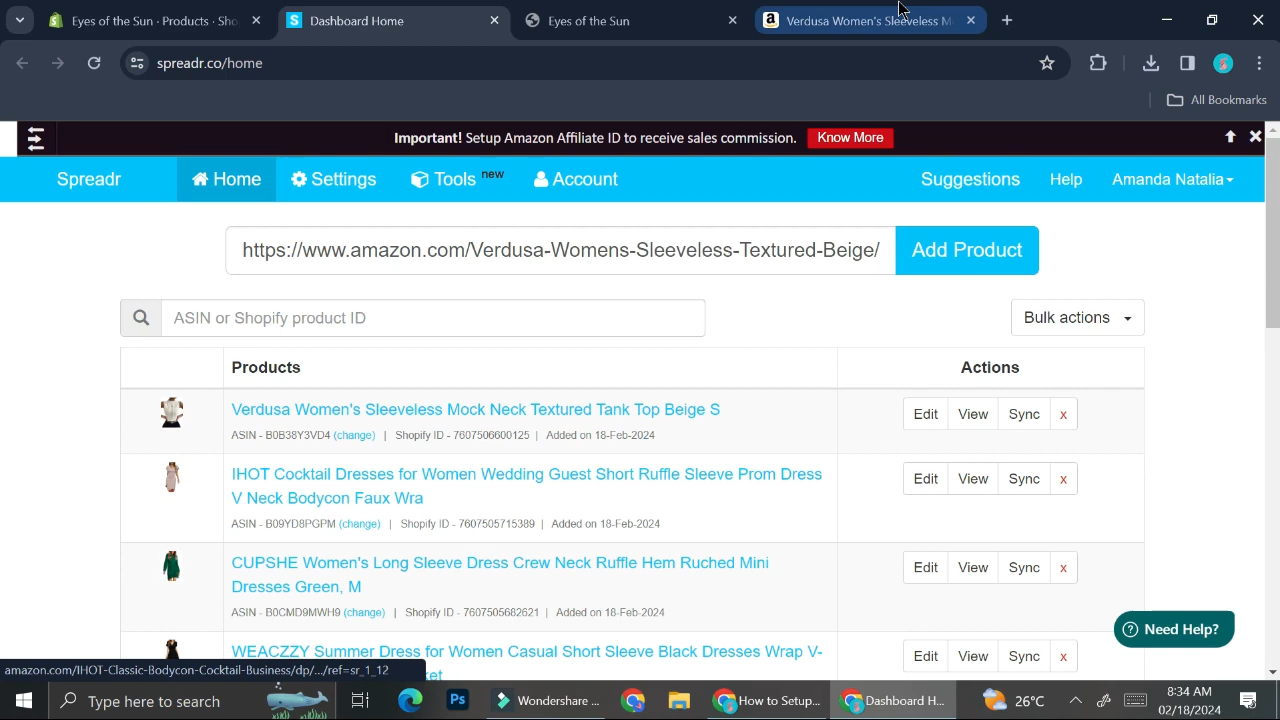 Eyes of the Sun · Products · Sho
Dashboard Home
Eyes of the Sun
Verdusa Women's Sleeveless M
spreadr.co/home
All Bookmarks
Important! Setup Amazon Affiliate ID to receive sales commission. Know More
Spreadr Home Settings Tools new Account Suggestions Help Amanda Natalia
https://www.amazon.com/Verdusa-Womens-Sleeveless-Textured-Beige/ Add Product
ASIN or Shopify product ID Bulk actions
Products Actions
Verdusa Women's Sleeveless Mock Neck Textured Tank Top Beige S
ASIN - B0B38Y3VD4 (change) | Shopify ID - 7607506600125 | Added on 18-Feb-2024
Edit View Sync x
IHOT Cocktail Dresses for Women Wedding Guest Short Ruffle Sleeve Prom Dress
V Neck Bodycon Faux Wra
ASIN - B09YD8PGPM (change) | Shopify ID - 7607505715389 | Added on 18-Feb-2024
Edit View Sync x
CUPSHE Women's Long Sleeve Dress Crew Neck Ruffle Hem Ruched Mini
Dresses Green, M
ASIN - B0CMD9MWH9 (change) | Shopify ID - 7607505682621 | Added on 18-Feb-2024
Edit View Sync x
Need Help?
WEACZZY Summer Dress for Women Casual Short Sleeve Black Dresses Wrap V-
Edit View Sync x
amazon.com/IHOT-Classic-Bodycon-Cocktail-Business/dp/.../ref=sr_1_12
Type here to search
Ps
Wondershare ...
How to Setup...
Dashboard H...
26°C
8:34 AM
02/18/2024